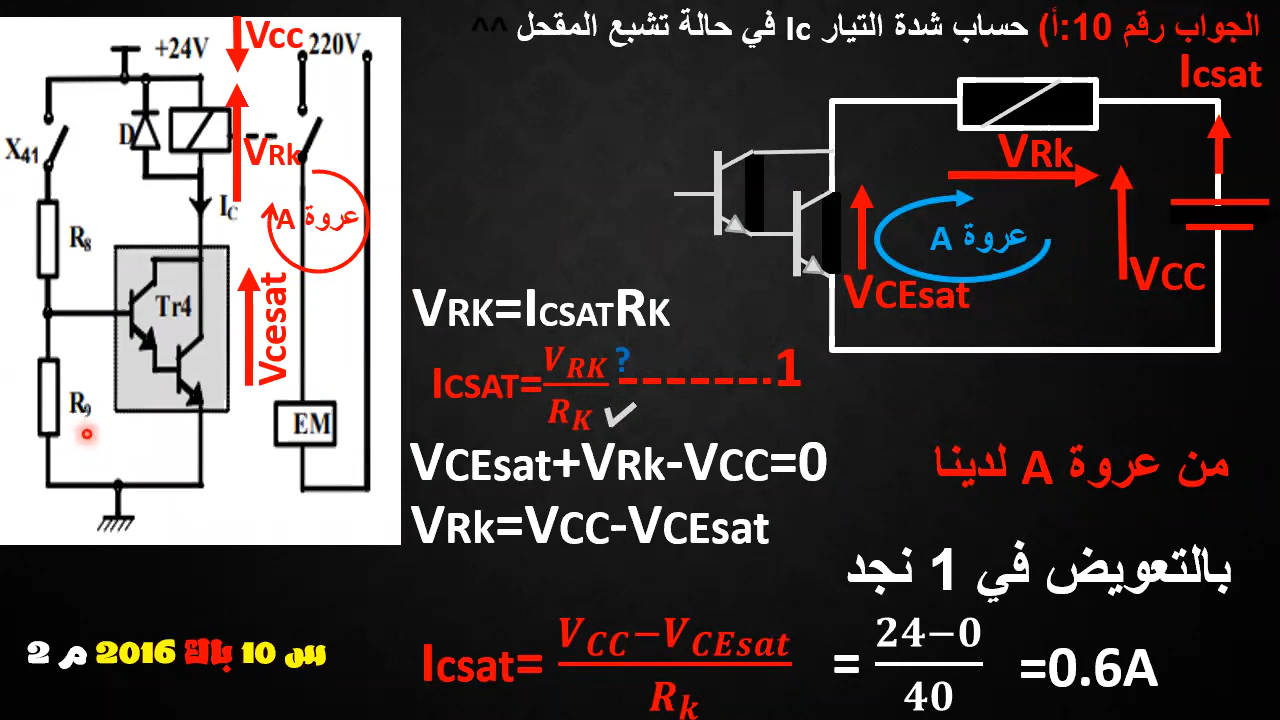 الجواب رقم 10:أ) حساب شدة التيار Ic في حالة تشبع المقحل ^^
Vcc
+24V
220V
Icsat
D
X41
VRk
VRk
IC
عروة A
R8
عروة A
VCC
VCEsat
Tr4
Vcesat
VRK=ICSATRK
ICSAT=VRK/RK ? --------1
R9
EM
VCEsat+VRk-VCC=0
من عروة A لدينا
VRk=VCC-VCEsat
بالتعويض في 1 نجد
Icsat= VCC−VCEsat/Rk = 24−0/40 =0.6A
س 10 باك 2016 م 2